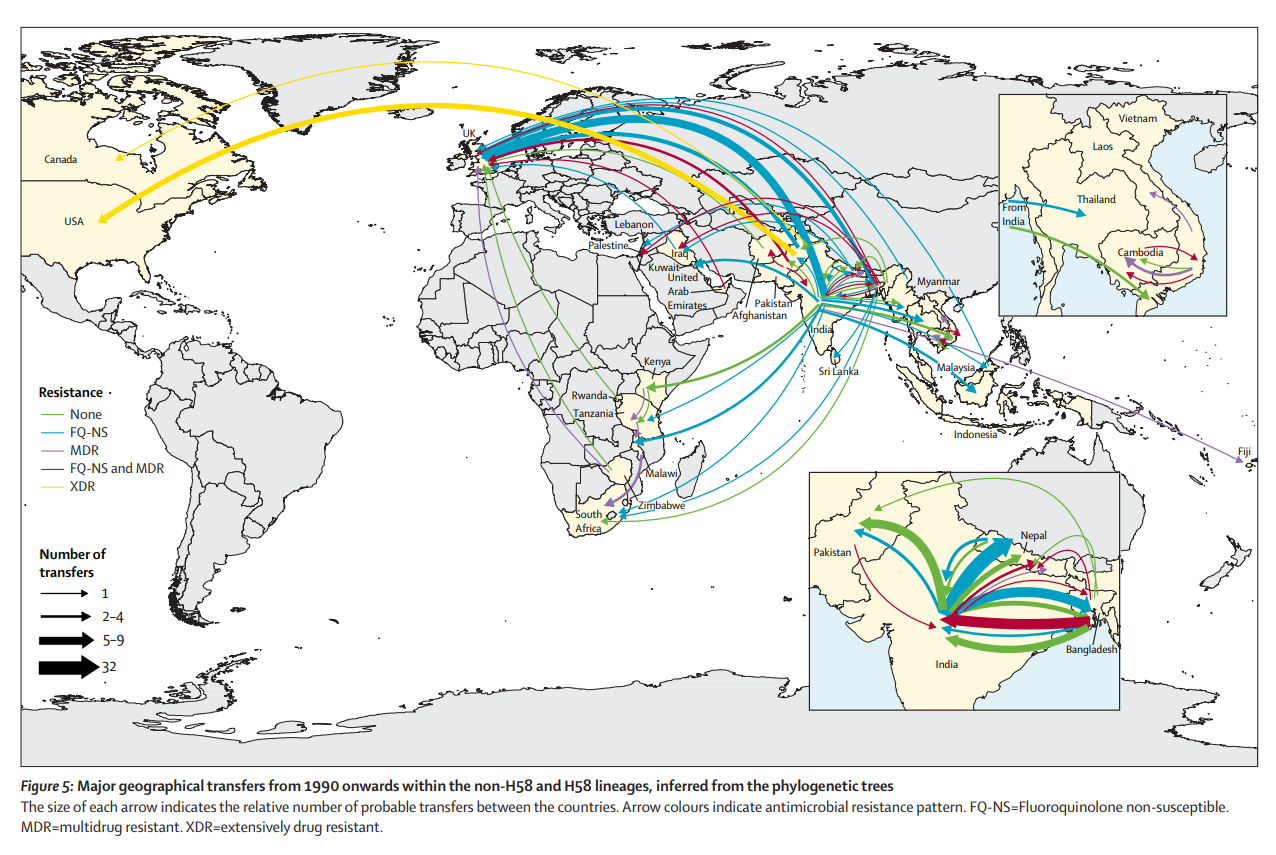 UK
Canada
USA
Lebanon
Palestine
Iraq
Kuwait
United
Arab
Emirates
Pakistan
Afghanistan
Myanmar
India
Sri Lanka
Malaysia
Indonesia
Fiji
Kenya
Rwanda
Tanzania
Malawi
Zimbabwe
South
Africa
Vietnam
Laos
Thailand
From
India
Cambodia
Nepal
Pakistan
Bangladesh
India
Resistance
None
FQ-NS
MDR
FQ-NS and MDR
XDR
Number of
transfers
1
2–4
5–9
32
Figure 5: Major geographical transfers from 1990 onwards within the non-H58 and H58 lineages, inferred from the phylogenetic trees
The size of each arrow indicates the relative number of probable transfers between the countries. Arrow colours indicate antimicrobial resistance pattern. FQ-NS=Fluoroquinolone non-susceptible.
MDR=multidrug resistant. XDR=extensively drug resistant.